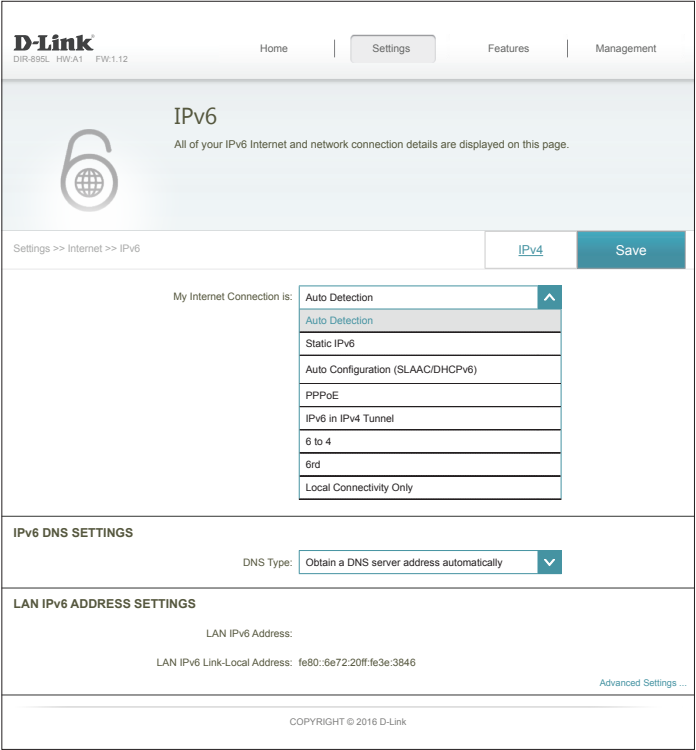 D-Link
DIR-895L HW:A1 FW:1.12
Home Settings Features Management
IPv6
All of your IPv6 Internet and network connection details are displayed on this page.
Settings >> Internet >> IPv6
IPv4 Save
My Internet Connection is: Auto Detection
Auto Detection
Static IPv6
Auto Configuration (SLAAC/DHCPv6)
PPPoE
IPv6 in IPv4 Tunnel
6 to 4
6rd
Local Connectivity Only
IPv6 DNS SETTINGS
DNS Type: Obtain a DNS server address automatically
LAN IPv6 ADDRESS SETTINGS
LAN IPv6 Address:
LAN IPv6 Link-Local Address: fe80::6e72:20ff:fe3e:3846
Advanced Settings ...
COPYRIGHT © 2016 D-Link